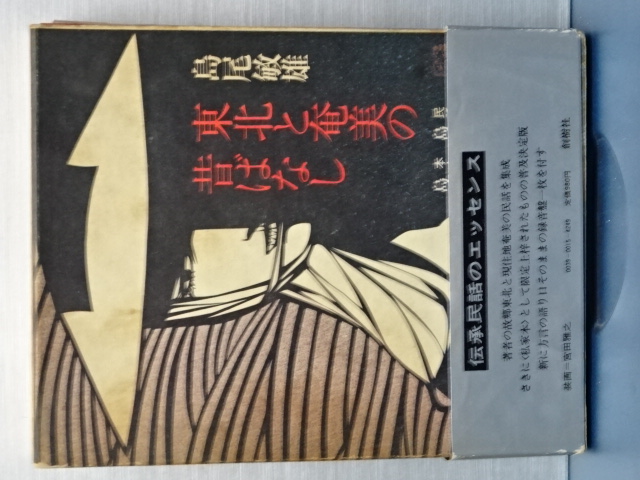 島尾敏雄
東北と奄美の
昔ばなし
伝承民話のエッセンス
著者の故郷東北と現住地奄美の民話を集成
さきに〈私家本〉として限定上梓されたものの普及決定版
新に方言の語り口そのままの録音盤一枚を付す
宮田雅之 創樹社